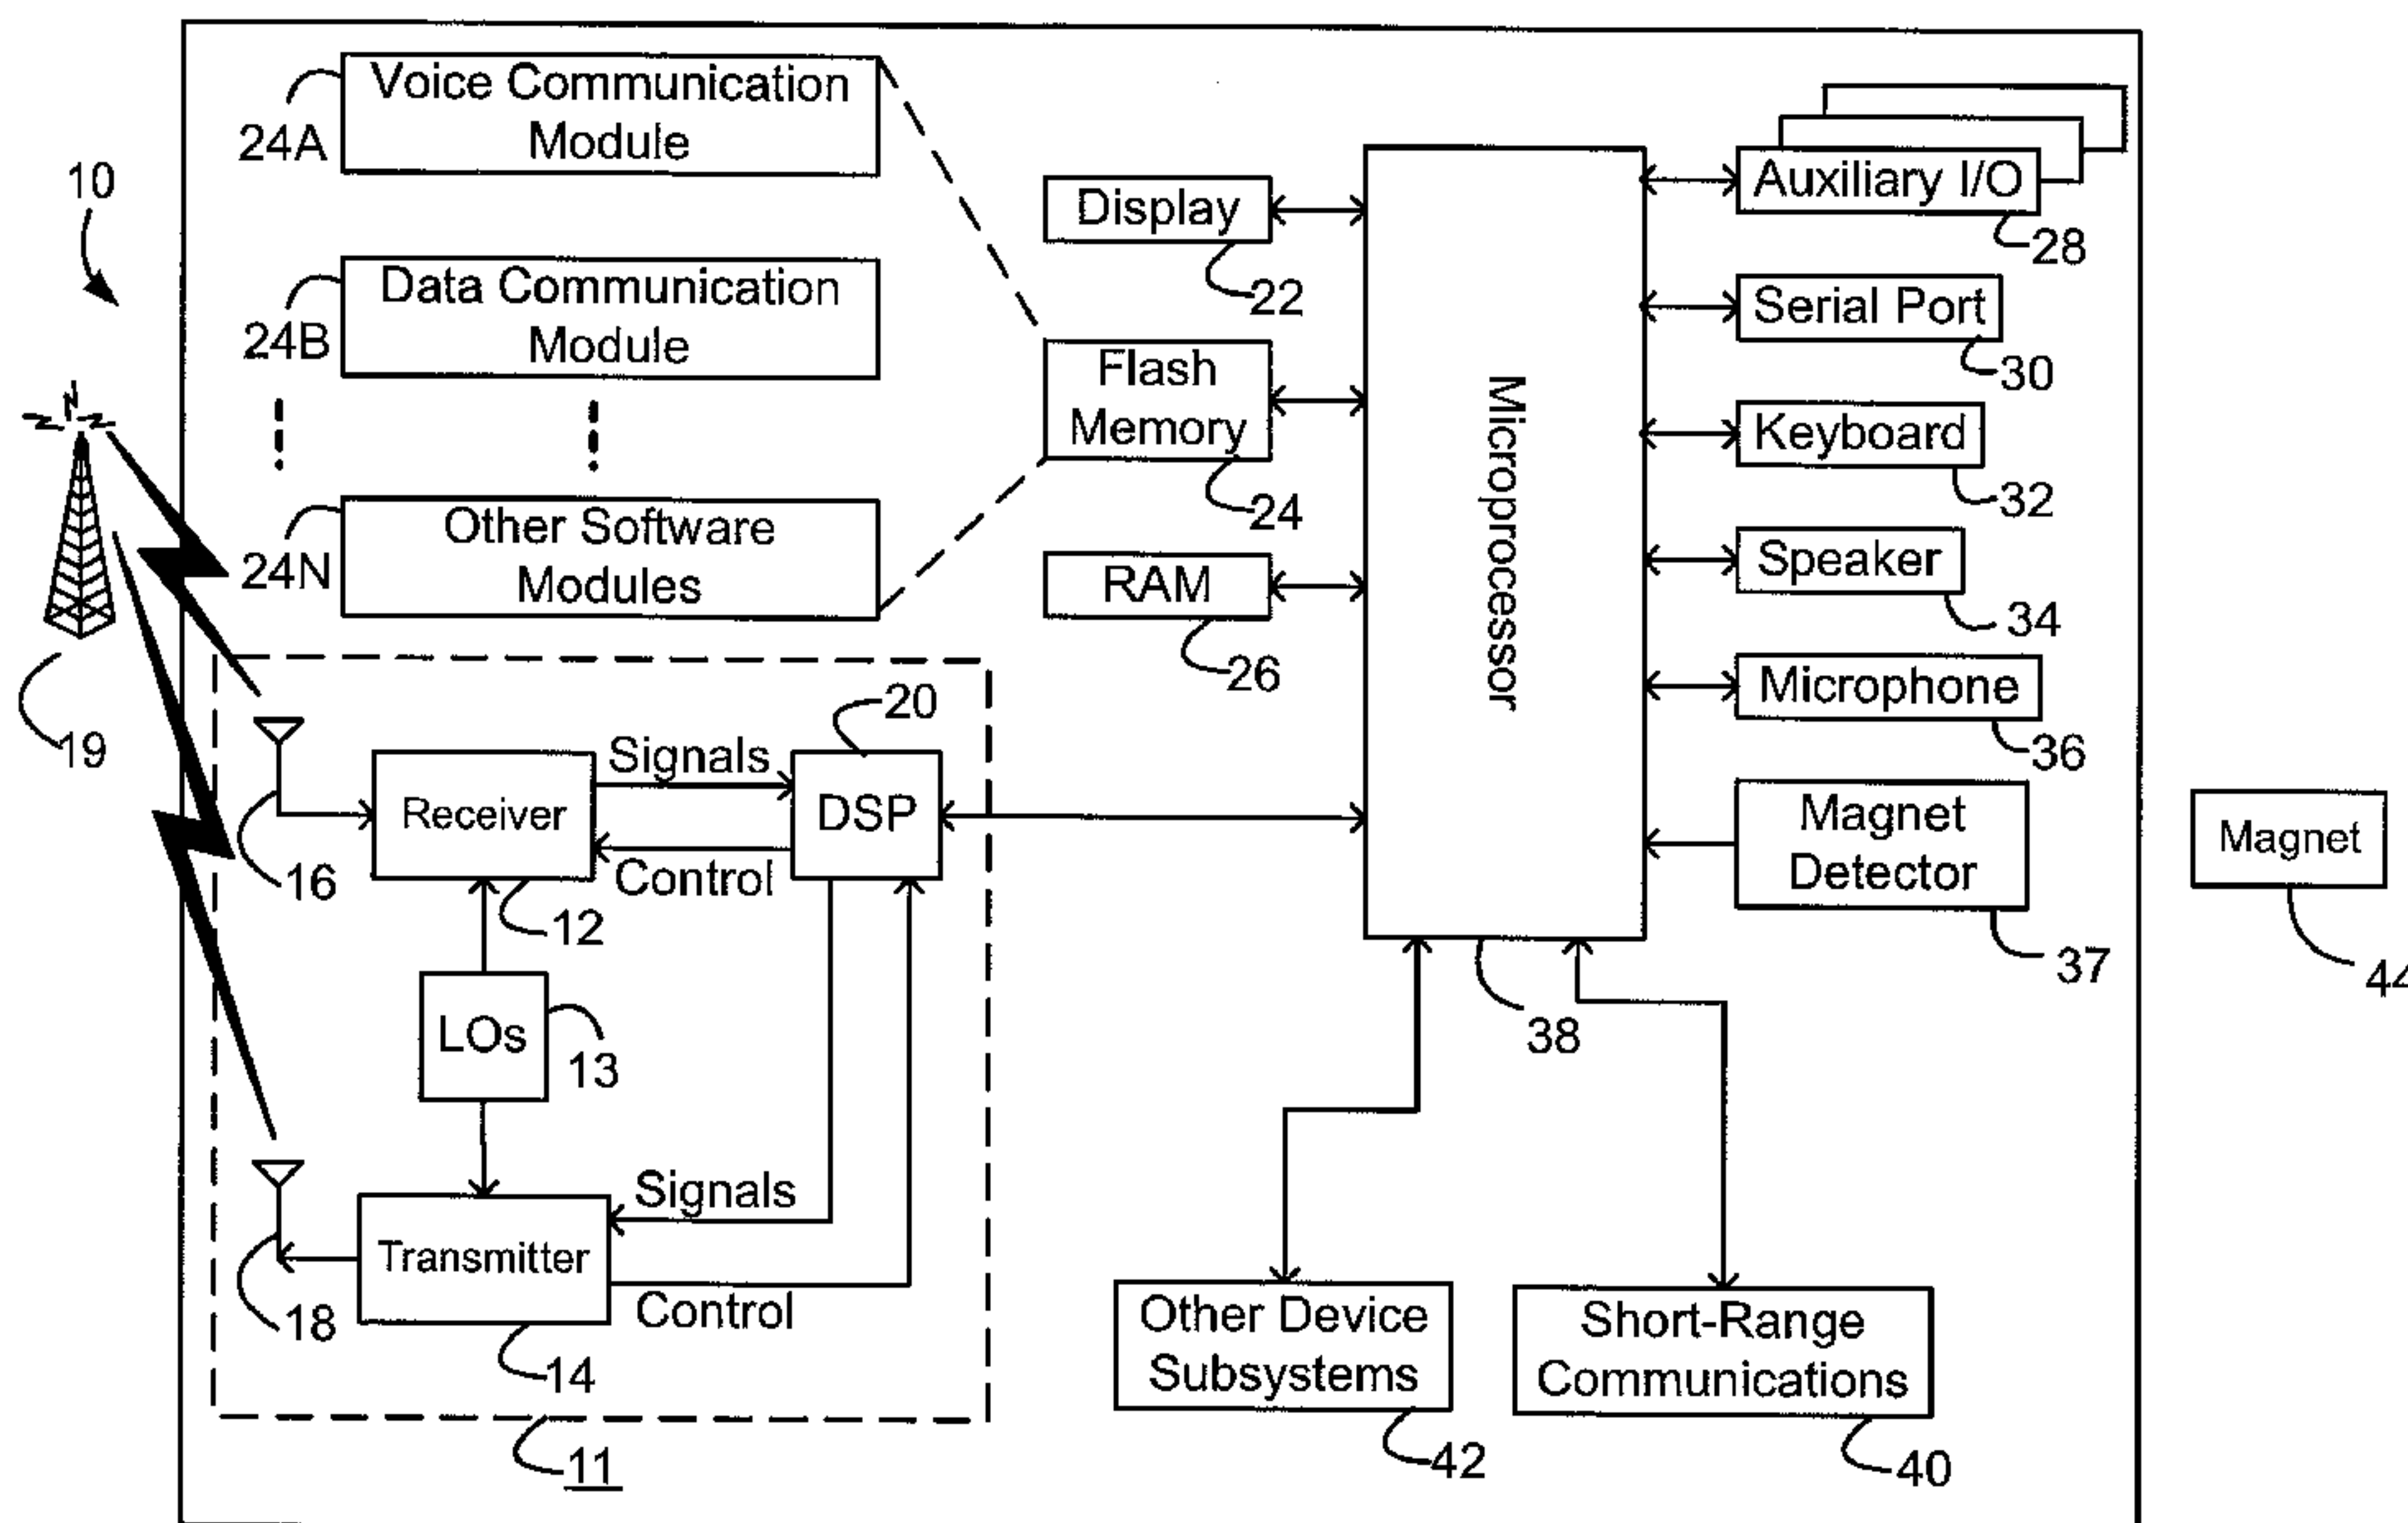 Voice Communication
Module
24A
10
Data Communication
Module
24B
Other Software
Modules
24N
19
Display
22
Flash
Memory
24
RAM
26
Microprocessor
38
Auxiliary I/O
28
Serial Port
30
Keyboard
32
Speaker
34
Microphone
36
Magnet
Detector
37
Magnet
44
20
Signals
Receiver
DSP
Control
16
12
LOs
13
Signals
Transmitter
Control
18
14
11
Other Device
Subsystems
42
Short-Range
Communications
40